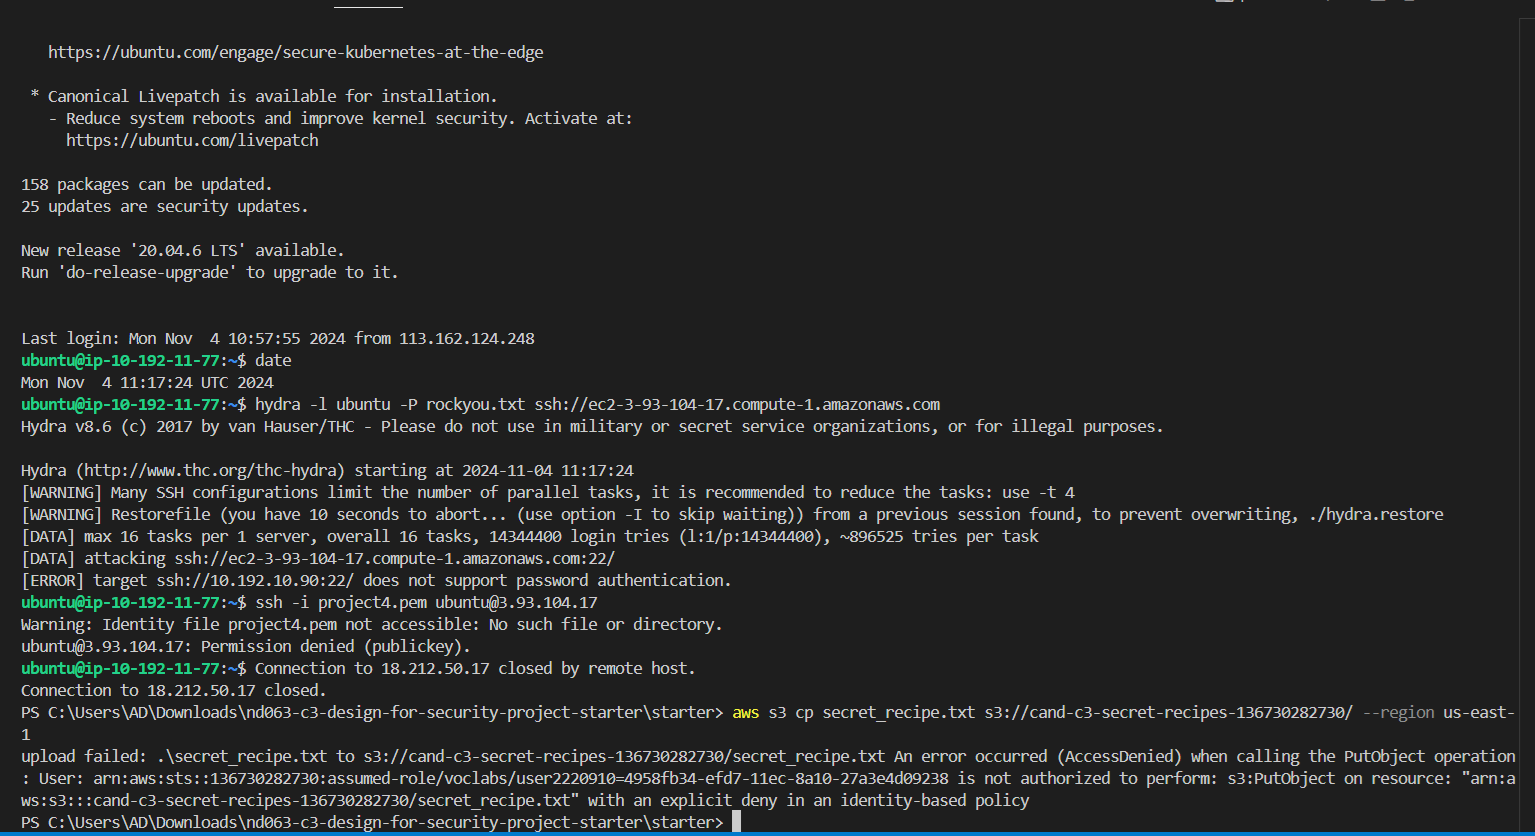 https://ubuntu.com/engage/secure-kubernetes-at-the-edge
* Canonical Livepatch is available for installation.
- Reduce system reboots and improve kernel security. Activate at:
https://ubuntu.com/livepatch
158 packages can be updated.
25 updates are security updates.
New release '20.04.6 LTS' available.
Run 'do-release-upgrade' to upgrade to it.
Last login: Mon Nov  4 10:57:55 2024 from 113.162.124.248
ubuntu@ip-10-192-11-77:~$ date
Mon Nov  4 11:17:24 UTC 2024
ubuntu@ip-10-192-11-77:~$ hydra -l ubuntu -P rockyou.txt ssh://ec2-3-93-104-17.compute-1.amazonaws.com
Hydra v8.6 (c) 2017 by van Hauser/THC - Please do not use in military or secret service organizations, or for illegal purposes.
Hydra (http://www.thc.org/thc-hydra) starting at 2024-11-04 11:17:24
[WARNING] Many SSH configurations limit the number of parallel tasks, it is recommended to reduce the tasks: use -t 4
[WARNING] Restorefile (you have 10 seconds to abort... (use option -I to skip waiting)) from a previous session found, to prevent overwriting, ./hydra.restore
[DATA] max 16 tasks per 1 server, overall 16 tasks, 14344400 login tries (l:1/p:14344400), ~896525 tries per task
[DATA] attacking ssh://ec2-3-93-104-17.compute-1.amazonaws.com:22/
[ERROR] target ssh://10.192.10.90:22/ does not support password authentication.
ubuntu@ip-10-192-11-77:~$ ssh -i project4.pem ubuntu@3.93.104.17
Warning: Identity file project4.pem not accessible: No such file or directory.
ubuntu@3.93.104.17: Permission denied (publickey).
ubuntu@ip-10-192-11-77:~$ Connection to 18.212.50.17 closed by remote host.
Connection to 18.212.50.17 closed.
PS C:\Users\AD\Downloads\nd063-c3-design-for-security-project-starter\starter> aws s3 cp secret_recipe.txt s3://cand-c3-secret-recipes-136730282730/ --region us-east-
1
upload failed: .\secret_recipe.txt to s3://cand-c3-secret-recipes-136730282730/secret_recipe.txt An error occurred (AccessDenied) when calling the PutObject operation
: User: arn:aws:sts::136730282730:assumed-role/voclabs/user2220910=4958fb34-efd7-11ec-8a10-27a3e4d09238 is not authorized to perform: s3:PutObject on resource: "arn:a
ws:s3:::cand-c3-secret-recipes-136730282730/secret_recipe.txt" with an explicit deny in an identity-based policy
PS C:\Users\AD\Downloads\nd063-c3-design-for-security-project-starter\starter>